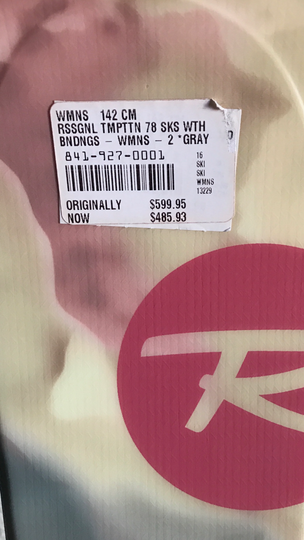 WMNS 142 CM
RSSGNL TMPTTN 78 SKS WTH
BNDNGS - WMNS - 2 *GRAY
841-927-0001
16
SKI
SKI
WMNS
13229
ORIGINALLY $599.95
NOW $485.93
R